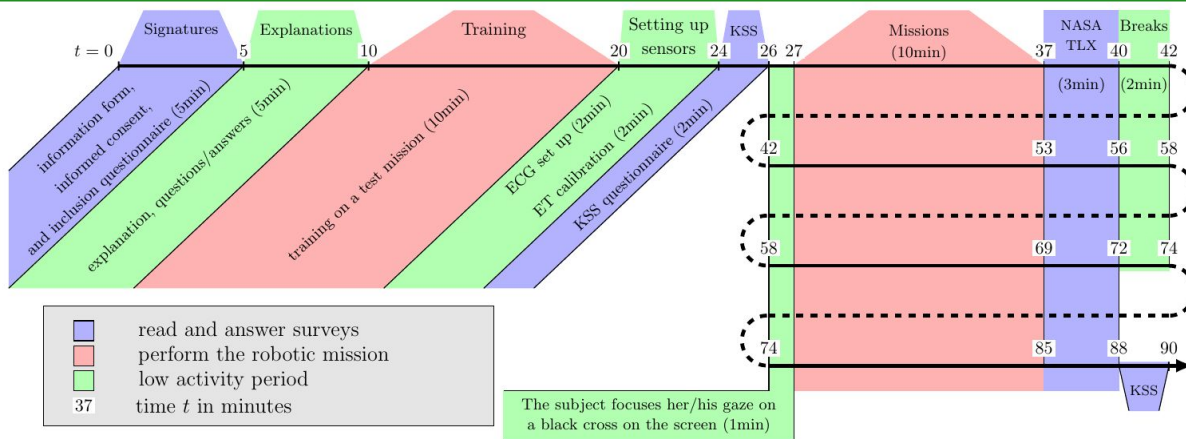 Signatures
Explanations
Training
Setting up
sensors
KSS
Missions
(10min)
NASA
TLX
Breaks
t = 0
5
10
20
24
26
27
37
40
42
(3min)
(2min)
information form,
informed consent,
and inclusion questionnaire (5min)
explanation, questions/answers (5min)
training on a test mission (10min)
ECG set up (2min)
ET calibration (2min)
KSS questionnaire (2min)
42
53
56
58
58
69
72
74
74
85
88
90
KSS
read and answer surveys
perform the robotic mission
low activity period
37 time t in minutes
The subject focuses her/his gaze on
a black cross on the screen (1min)